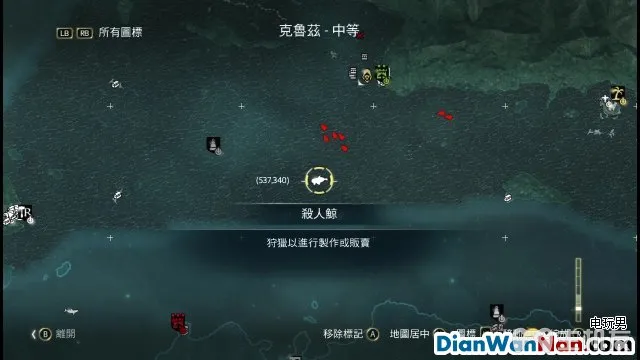 LB RB 所有圖標
克魯茲 - 中等
(537,340)
殺人鯨
狩獵以進行製作或販賣
B 離開
移除標記 A 地圖居中 圖標
电玩男
DianWanNan.com